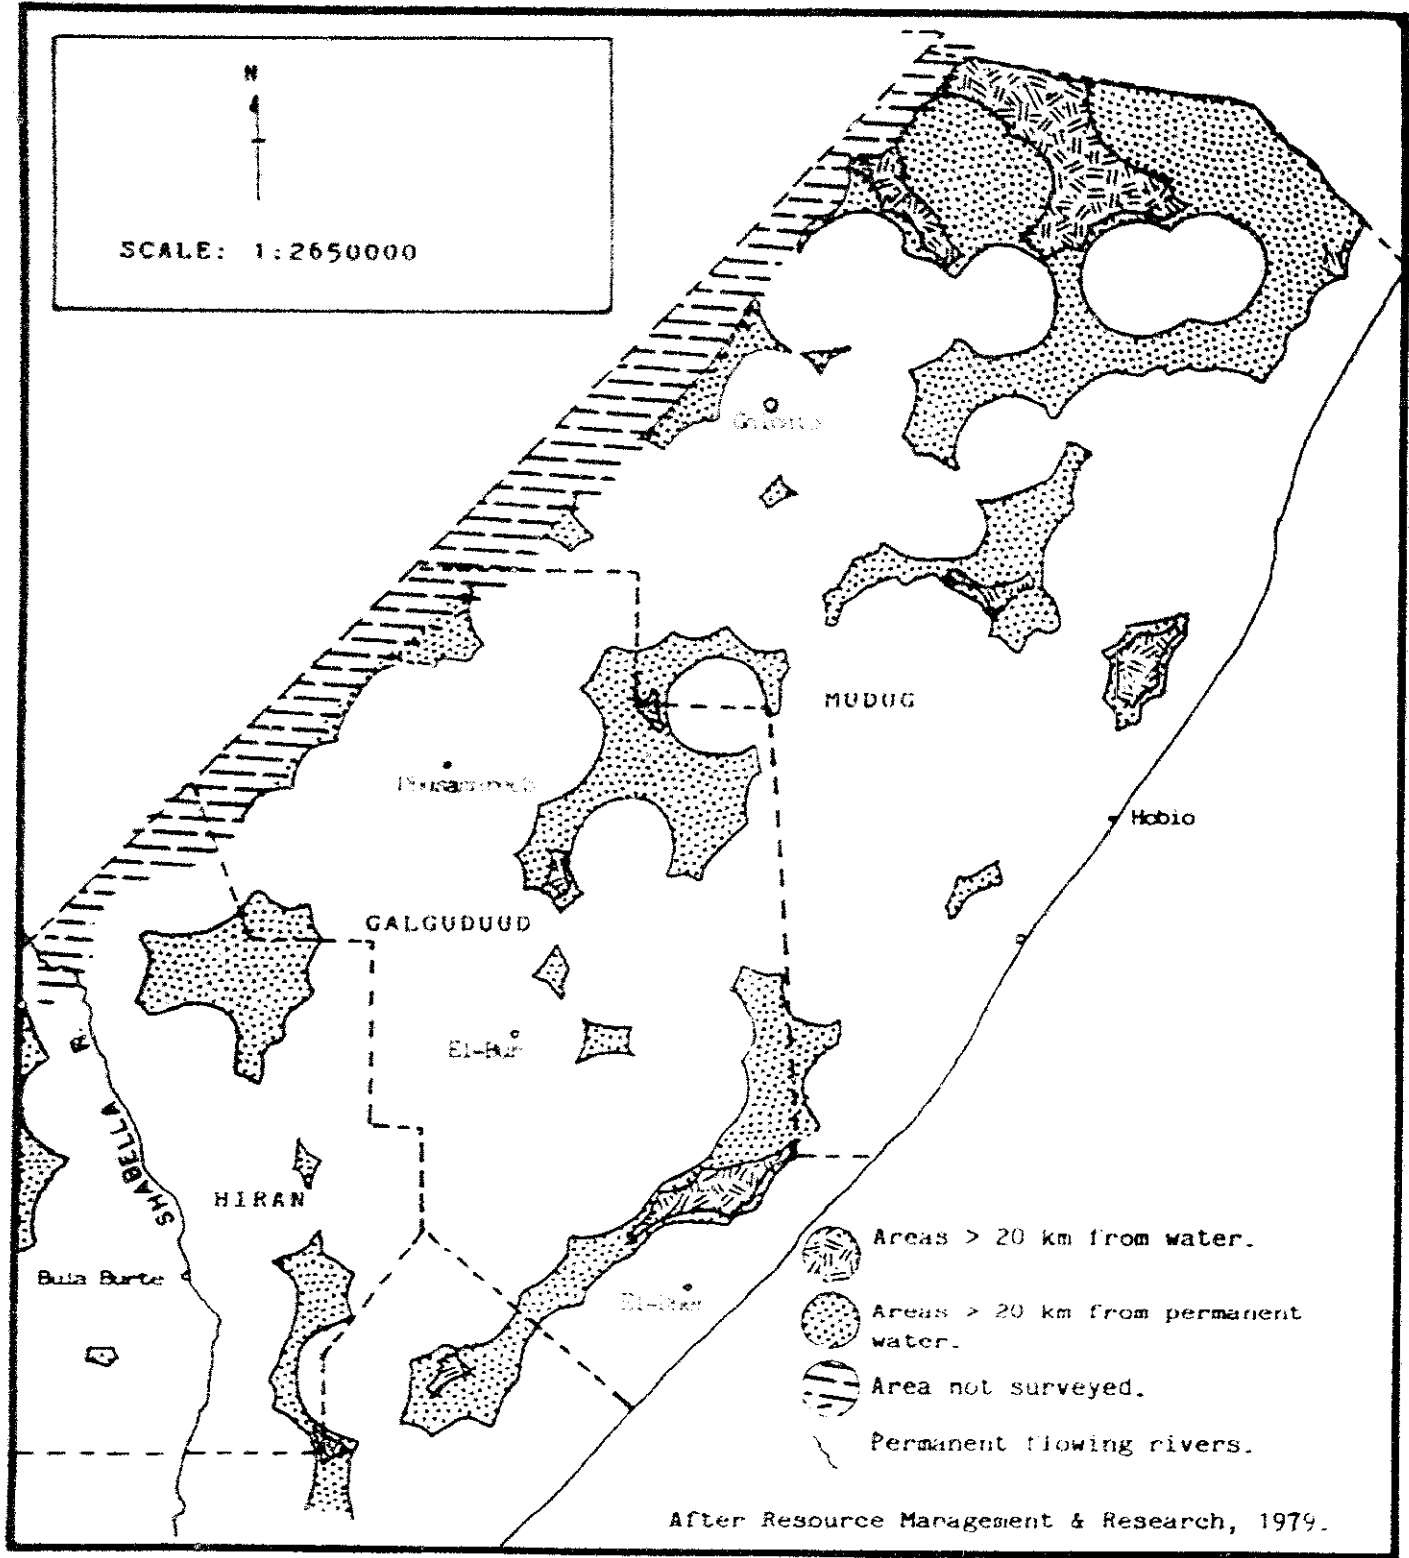 N
SCALE: 1:2650000
MUDUG
Hobio
GALGUDUUD
El-Bur
R. SHABELLA
HIRAN
Bula Burte
Areas > 20 km from water.
Areas > 20 km from permanent
water.
Area not surveyed.
Permanent flowing rivers.
After Resource Management & Research, 1979.